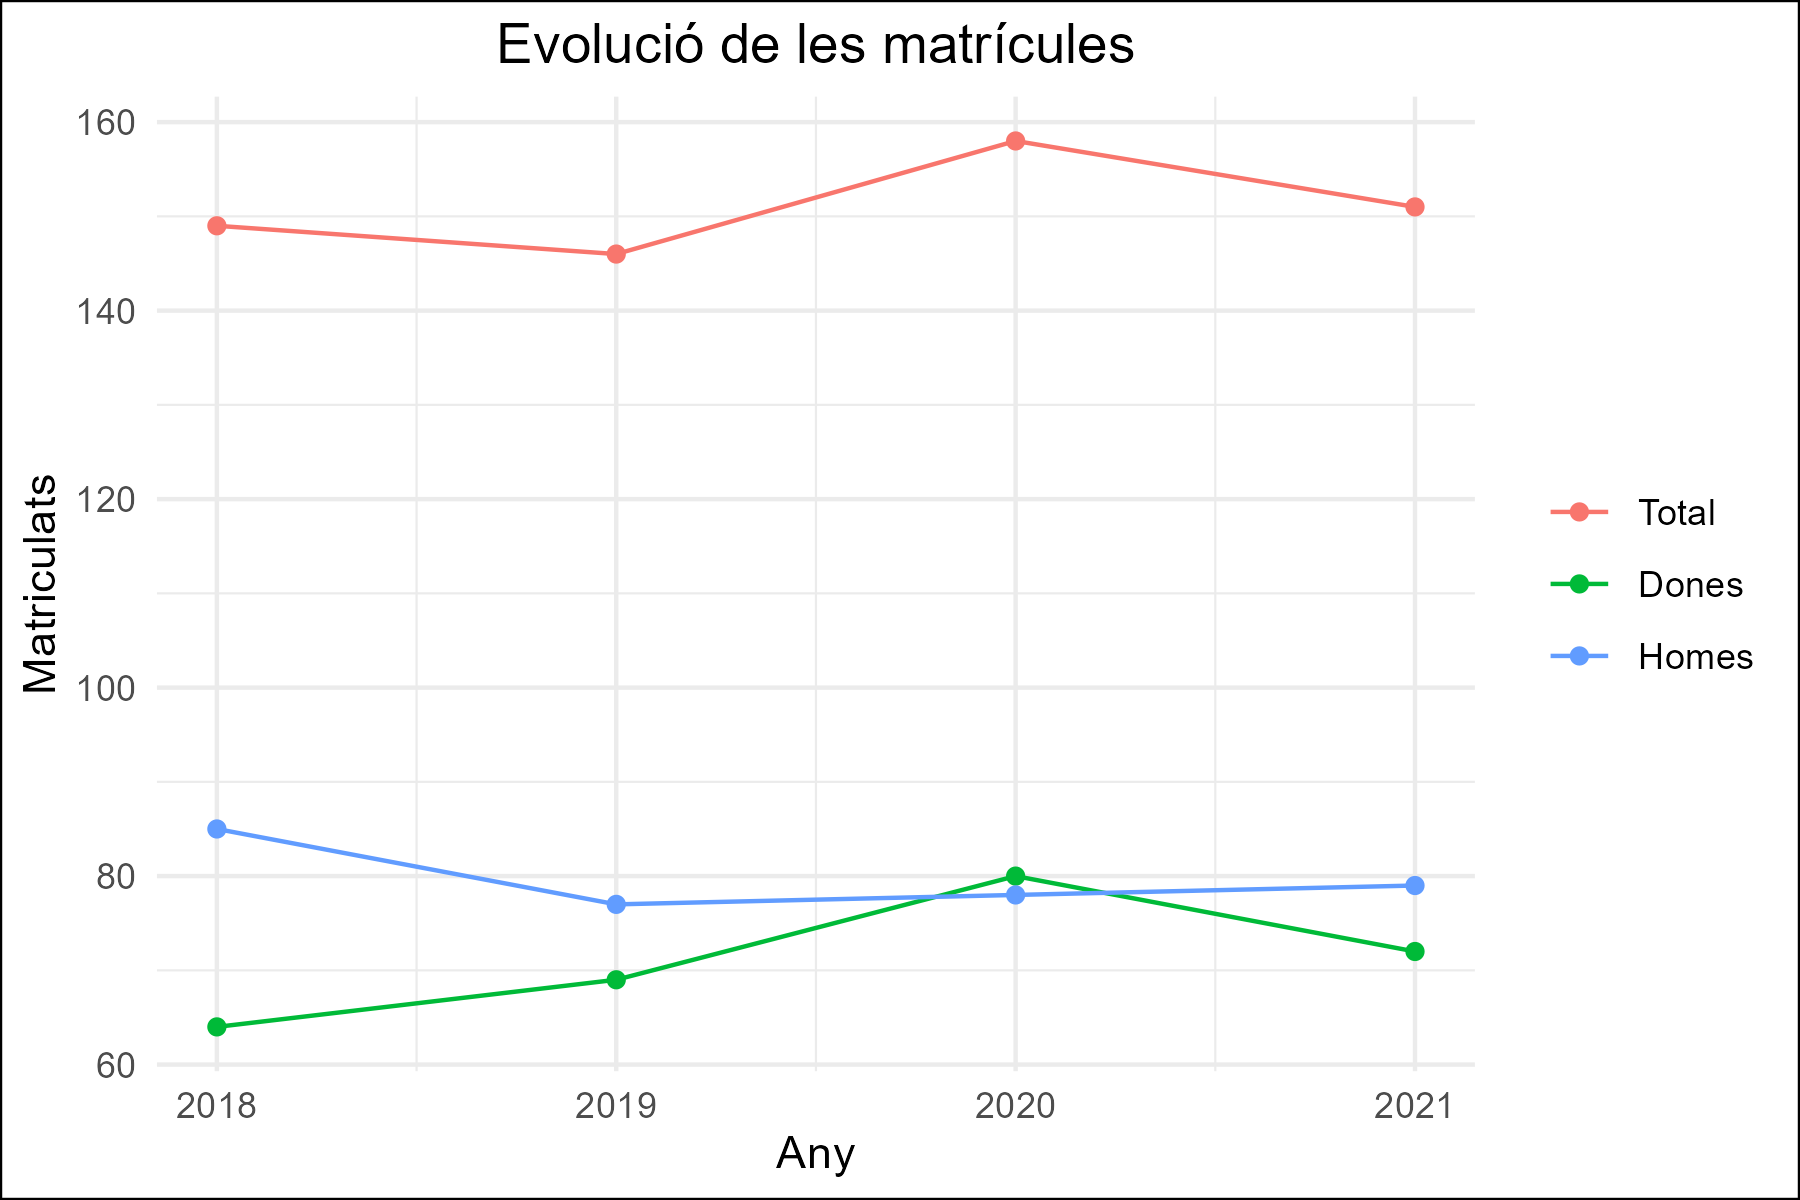 Evolució de les matrícules
160
140
120
100
80
60
Matriculats
2018 2019 2020 2021
Any
Total
Dones
Homes